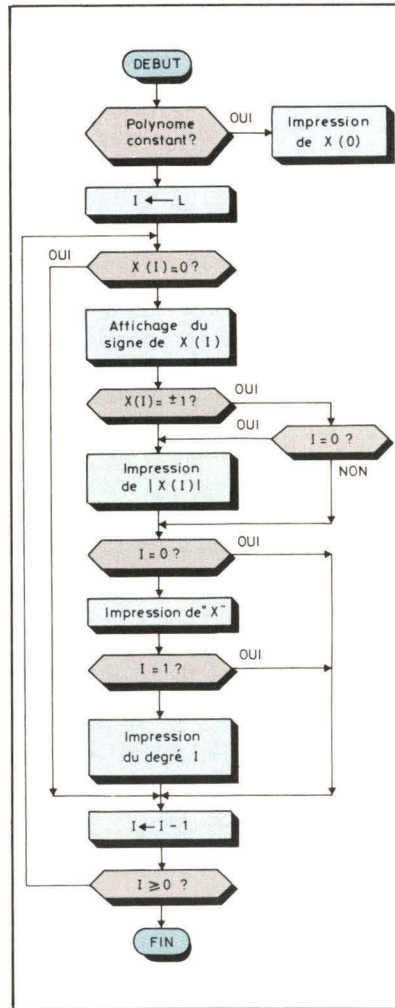 DEBUT
Polynome
constant?
OUI
Impression
de X (0)
I ← L
OUI
X (I)=0?
Affichage du
signe de X (I)
X(I)= ±1?
OUI
OUI
I=0?
NON
Impression
de |X(I)|
I=0?
OUI
Impression de"X"
I=1?
OUI
Impression
du degré I
I← I - 1
I ≥ 0 ?
FIN